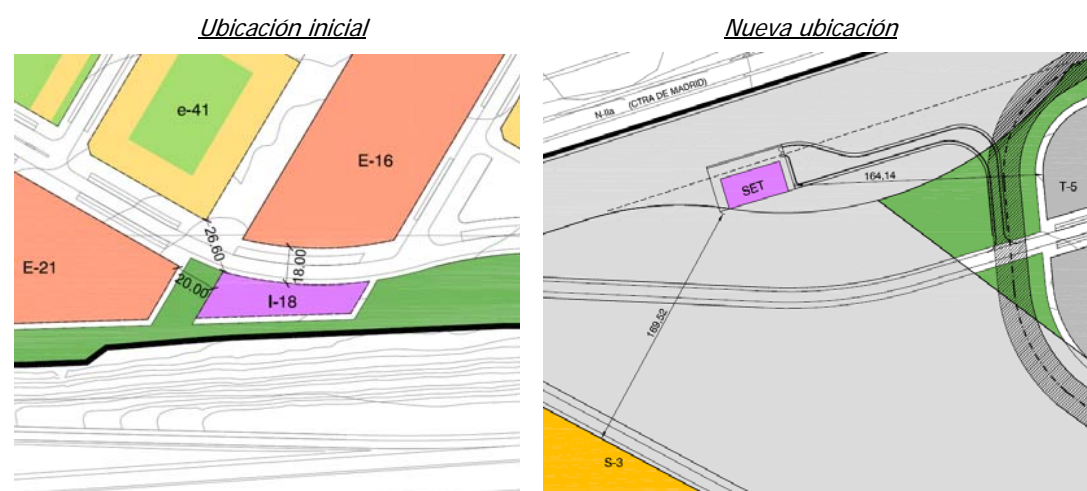 Ubicación inicial
Nueva ubicación
e-41
E-16
26.60
18.00
E-21
20.00
I-18
N-IIa (CTRA DE MADRID)
SET
164,14
T-5
169,52
S-3